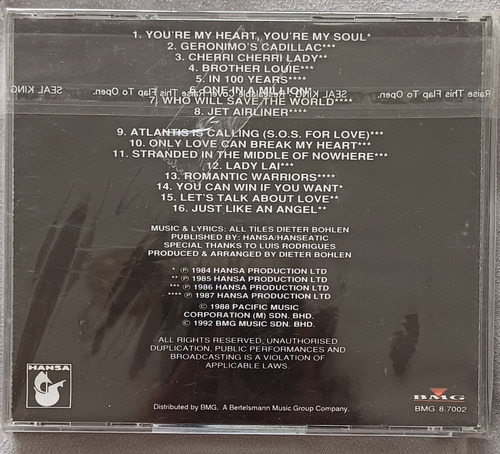 1. YOU'RE MY HEART, YOU'RE MY SOUL*
2. GERONIMO'S CADILLAC***
3. CHERRI CHERRI LADY**
4. BROTHER LOUIE***
SEAL KING Raise This Flap To Open. SEAL KING Raise This Flap To Open.
5. IN 100 YEARS****
6. ONE IN A MILLION
7. WHO WILL SAVE THE WORLD****
8. JET AIRLINER****
9. ATLANTIS IS CALLING (S.O.S. FOR LOVE)***
10. ONLY LOVE CAN BREAK MY HEART***
11. STRANDED IN THE MIDDLE OF NOWHERE***
12. LADY LAI***
13. ROMANTIC WARRIORS****
14. YOU CAN WIN IF YOU WANT*
15. LET'S TALK ABOUT LOVE**
16. JUST LIKE AN ANGEL**
MUSIC & LYRICS: ALL TILES DIETER BOHLEN
PUBLISHED BY: HANSA/HANSEATIC
SPECIAL THANKS TO LUIS RODRIGUES
PRODUCED & ARRANGED BY DIETER BOHLEN
* ℗ 1984 HANSA PRODUCTION LTD
** ℗ 1985 HANSA PRODUCTION LTD
*** ℗ 1986 HANSA PRODUCTION LTD
**** ℗ 1987 HANSA PRODUCTION LTD
© 1988 PACIFIC MUSIC
CORPORATION (M) SDN. BHD.
© 1992 BMG MUSIC SDN. BHD.
ALL RIGHTS RESERVED, UNAUTHORISED
DUPLICATION, PUBLIC PERFORMANCES AND
BROADCASTING IS A VIOLATION OF
APPLICABLE LAWS.
HANSA
Distributed by BMG. A Bertelsmann Music Group Company.
BMG
BMG 8.7002